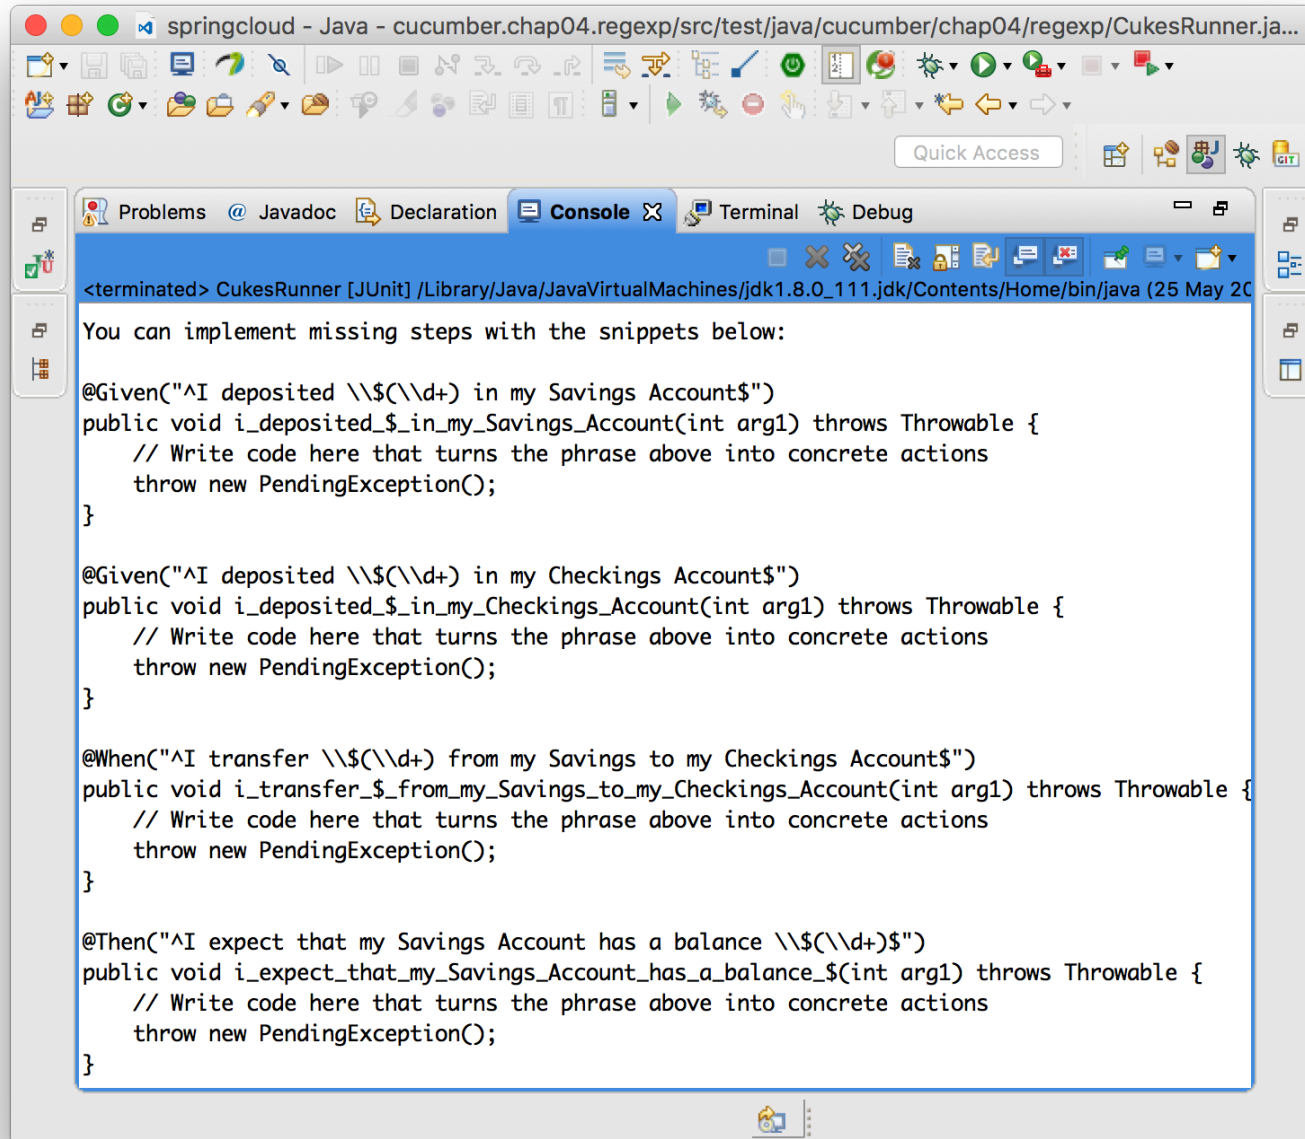 springcloud - Java - cucumber.chap04.regexp/src/test/java/cucumber/chap04/regexp/CukesRunner.ja...
Quick Access
Problems @ Javadoc Declaration Console Terminal Debug
<terminated> CukesRunner [JUnit] /Library/Java/JavaVirtualMachines/jdk1.8.0_111.jdk/Contents/Home/bin/java (25 May 20
You can implement missing steps with the snippets below:
@Given("^I deposited \\$(\\d+) in my Savings Account$")
public void i_deposited_$_in_my_Savings_Account(int arg1) throws Throwable {
    // Write code here that turns the phrase above into concrete actions
    throw new PendingException();
}
@Given("^I deposited \\$(\\d+) in my Checkings Account$")
public void i_deposited_$_in_my_Checkings_Account(int arg1) throws Throwable {
    // Write code here that turns the phrase above into concrete actions
    throw new PendingException();
}
@When("^I transfer \\$(\\d+) from my Savings to my Checkings Account$")
public void i_transfer_$_from_my_Savings_to_my_Checkings_Account(int arg1) throws Throwable {
    // Write code here that turns the phrase above into concrete actions
    throw new PendingException();
}
@Then("^I expect that my Savings Account has a balance \\$(\\d+)$")
public void i_expect_that_my_Savings_Account_has_a_balance_$(int arg1) throws Throwable {
    // Write code here that turns the phrase above into concrete actions
    throw new PendingException();
}